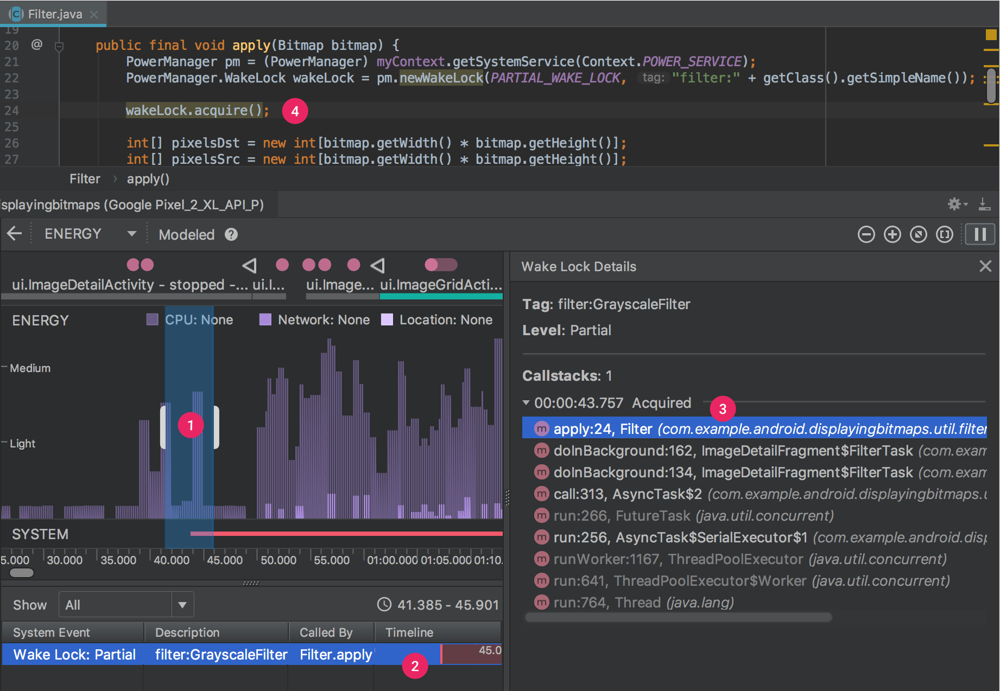 Filter.java
19
20 @ public final void apply(Bitmap bitmap) {
21 PowerManager pm = (PowerManager) myContext.getSystemService(Context.POWER_SERVICE);
22 PowerManager.WakeLock wakeLock = pm.newWakeLock(PARTIAL_WAKE_LOCK, tag: "filter:" + getClass().getSimpleName());
23
24 wakeLock.acquire(); 4
25
26 int[] pixelsDst = new int[bitmap.getWidth() * bitmap.getHeight()];
27 int[] pixelsSrc = new int[bitmap.getWidth() * bitmap.getHeight()];
Filter › apply()
isplayingbitmaps (Google Pixel_2_XL_API_P)
ENERGY Modeled ?
ui.ImageDetailActivity - stopped -... ui.I... ui.Image... ui.ImageGridActi...
ENERGY CPU: None Network: None Location: None
Medium
1
Light
SYSTEM
5.000 30.000 35.000 40.000 45.000 50.000 55.000 01:00.000 01:05.000 01:10.
Show All 41.385 - 45.901
System Event Description Called By Timeline
Wake Lock: Partial filter:GrayscaleFilter Filter.apply 45.0
2
Wake Lock Details
Tag: filter:GrayscaleFilter
Level: Partial
Callstacks: 1
00:00:43.757 Acquired 3
m apply:24, Filter (com.example.android.displayingbitmaps.util.filter
m doInBackground:162, ImageDetailFragment$FilterTask (com.exam
m doInBackground:134, ImageDetailFragment$FilterTask (com.exam
m call:313, AsyncTask$2 (com.example.android.displayingbitmaps.u
m run:266, FutureTask (java.util.concurrent)
m run:256, AsyncTask$SerialExecutor$1 (com.example.android.disp
m runWorker:1167, ThreadPoolExecutor (java.util.concurrent)
m run:641, ThreadPoolExecutor$Worker (java.util.concurrent)
m run:764, Thread (java.lang)